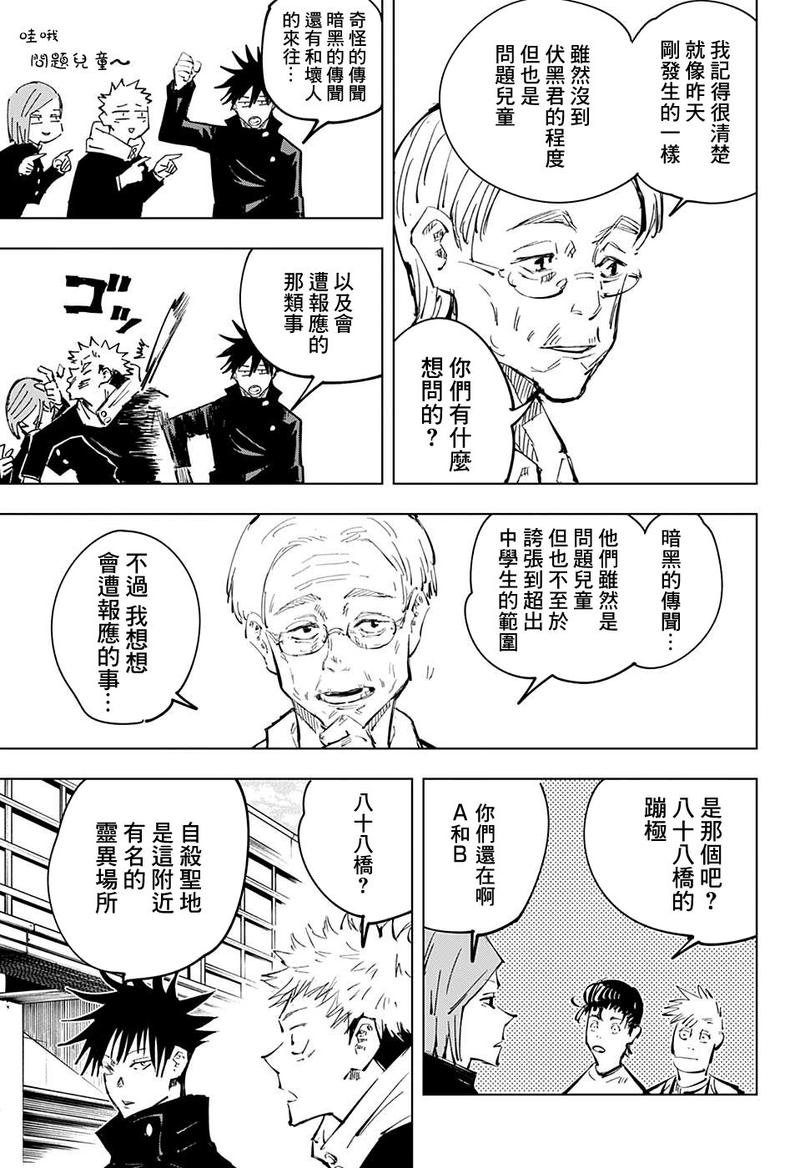 我記得很清楚
就像昨天
剛發生的一樣
雖然沒到
伏黑君的程度
但也是
問題兒童
你們有什麼
想問的？
奇怪的傳聞
暗黑的傳聞
還有和壞人
的來往…
哇哦
問題兒童～
以及會
遭報應的
那類事
ゴッ
暗黑的傳聞…
他們雖然是
問題兒童
但也不至於
誇張到超出
中學生的範圍
不過 我想想
會遭報應的事…
是那個吧？
八十八橋的
蹦極
你們還在啊
A和B
八十八橋？
自殺聖地
是這附近
有名的
靈異場所